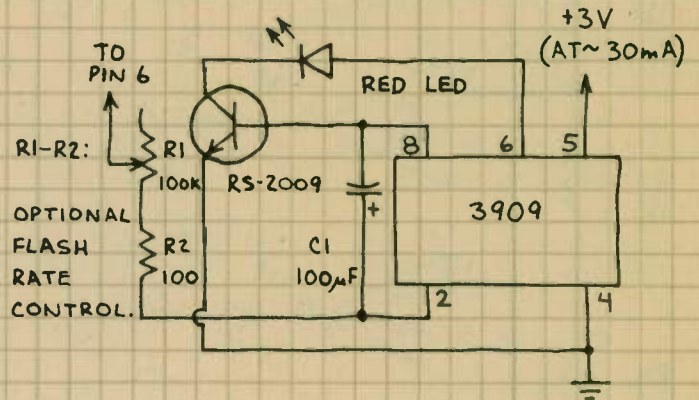 +3V
(AT ~ 30mA)
TO
PIN 6
RED LED
R1-R2:
R1
100K
RS-2009
8
6
5
3909
+
OPTIONAL
FLASH
RATE
CONTROL.
R2
100
C1
100µF
2
4